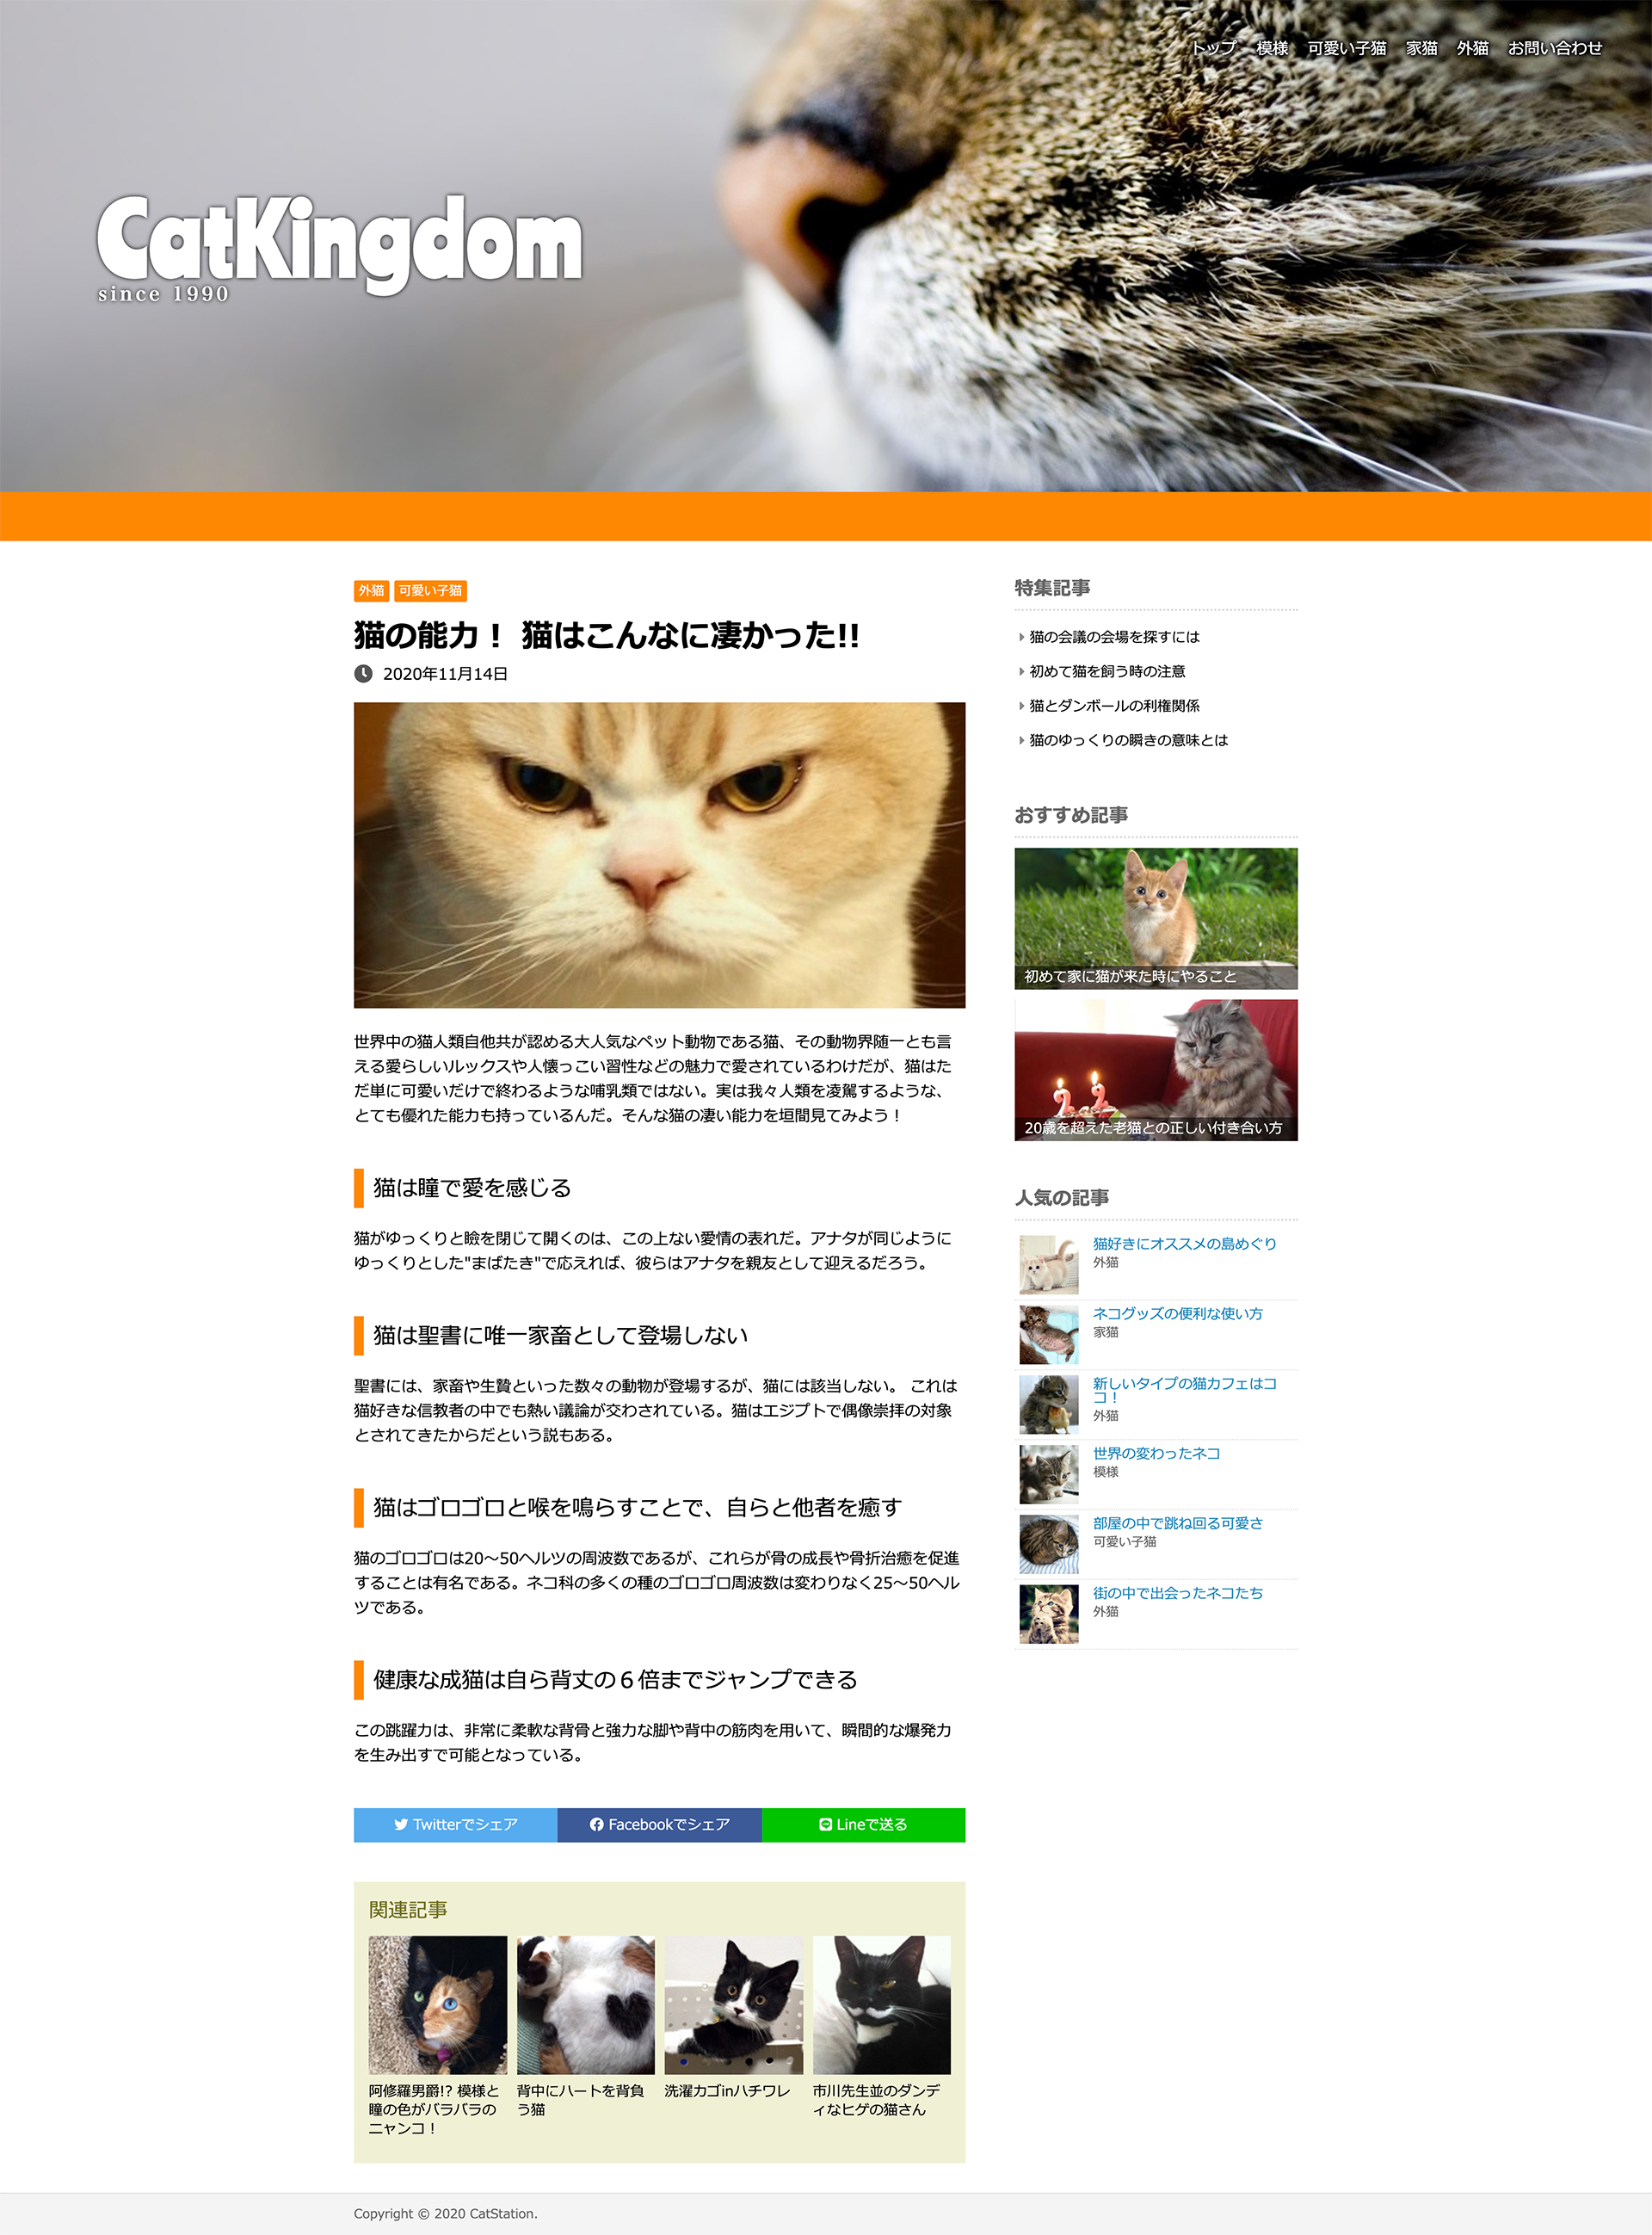 トップ 模様 可愛い子猫 家猫 外猫 お問い合わせ
CatKingdom
since 1990
外猫 可愛い子猫
猫の能力！ 猫はこんなに凄かった!!
2020年11月14日
世界中の猫人類自他共が認める大人気なペット動物である猫、その動物界随一とも言
える愛らしいルックスや人懐っこい習性などの魅力で愛されているわけだが、猫はた
だ単に可愛いだけで終わるような哺乳類ではない。実は我々人類を凌駕するような、
とても優れた能力も持っているんだ。そんな猫の凄い能力を垣間見てみよう！
猫は瞳で愛を感じる
猫がゆっくりと瞼を閉じて開くのは、この上ない愛情の表れだ。アナタが同じように
ゆっくりとした"まばたき"で応えれば、彼らはアナタを親友として迎えるだろう。
猫は聖書に唯一家畜として登場しない
聖書には、家畜や生贄といった数々の動物が登場するが、猫には該当しない。 これは
猫好きな信教者の中でも熱い議論が交わされている。猫はエジプトで偶像崇拝の対象
とされてきたからだという説もある。
猫はゴロゴロと喉を鳴らすことで、自らと他者を癒す
猫のゴロゴロは20〜50ヘルツの周波数であるが、これらが骨の成長や骨折治癒を促進
することは有名である。ネコ科の多くの種のゴロゴロ周波数は変わりなく25〜50ヘル
ツである。
健康な成猫は自ら背丈の６倍までジャンプできる
この跳躍力は、非常に柔軟な背骨と強力な脚や背中の筋肉を用いて、瞬間的な爆発力
を生み出すで可能となっている。
Twitterでシェア Facebookでシェア Lineで送る
関連記事
阿修羅男爵!? 模様と
瞳の色がバラバラの
ニャンコ！
背中にハートを背負
う猫
洗濯カゴinハチワレ
市川先生並のダンデ
ィなヒゲの猫さん
特集記事
猫の会議の会場を探すには
初めて猫を飼う時の注意
猫とダンボールの利権関係
猫のゆっくりの瞬きの意味とは
おすすめ記事
初めて家に猫が来た時にやること
20歳を超えた老猫との正しい付き合い方
人気の記事
猫好きにオススメの島めぐり
外猫
ネコグッズの便利な使い方
家猫
新しいタイプの猫カフェはコ
コ！
外猫
世界の変わったネコ
模様
部屋の中で跳ね回る可愛さ
可愛い子猫
街の中で出会ったネコたち
外猫
Copyright © 2020 CatStation.